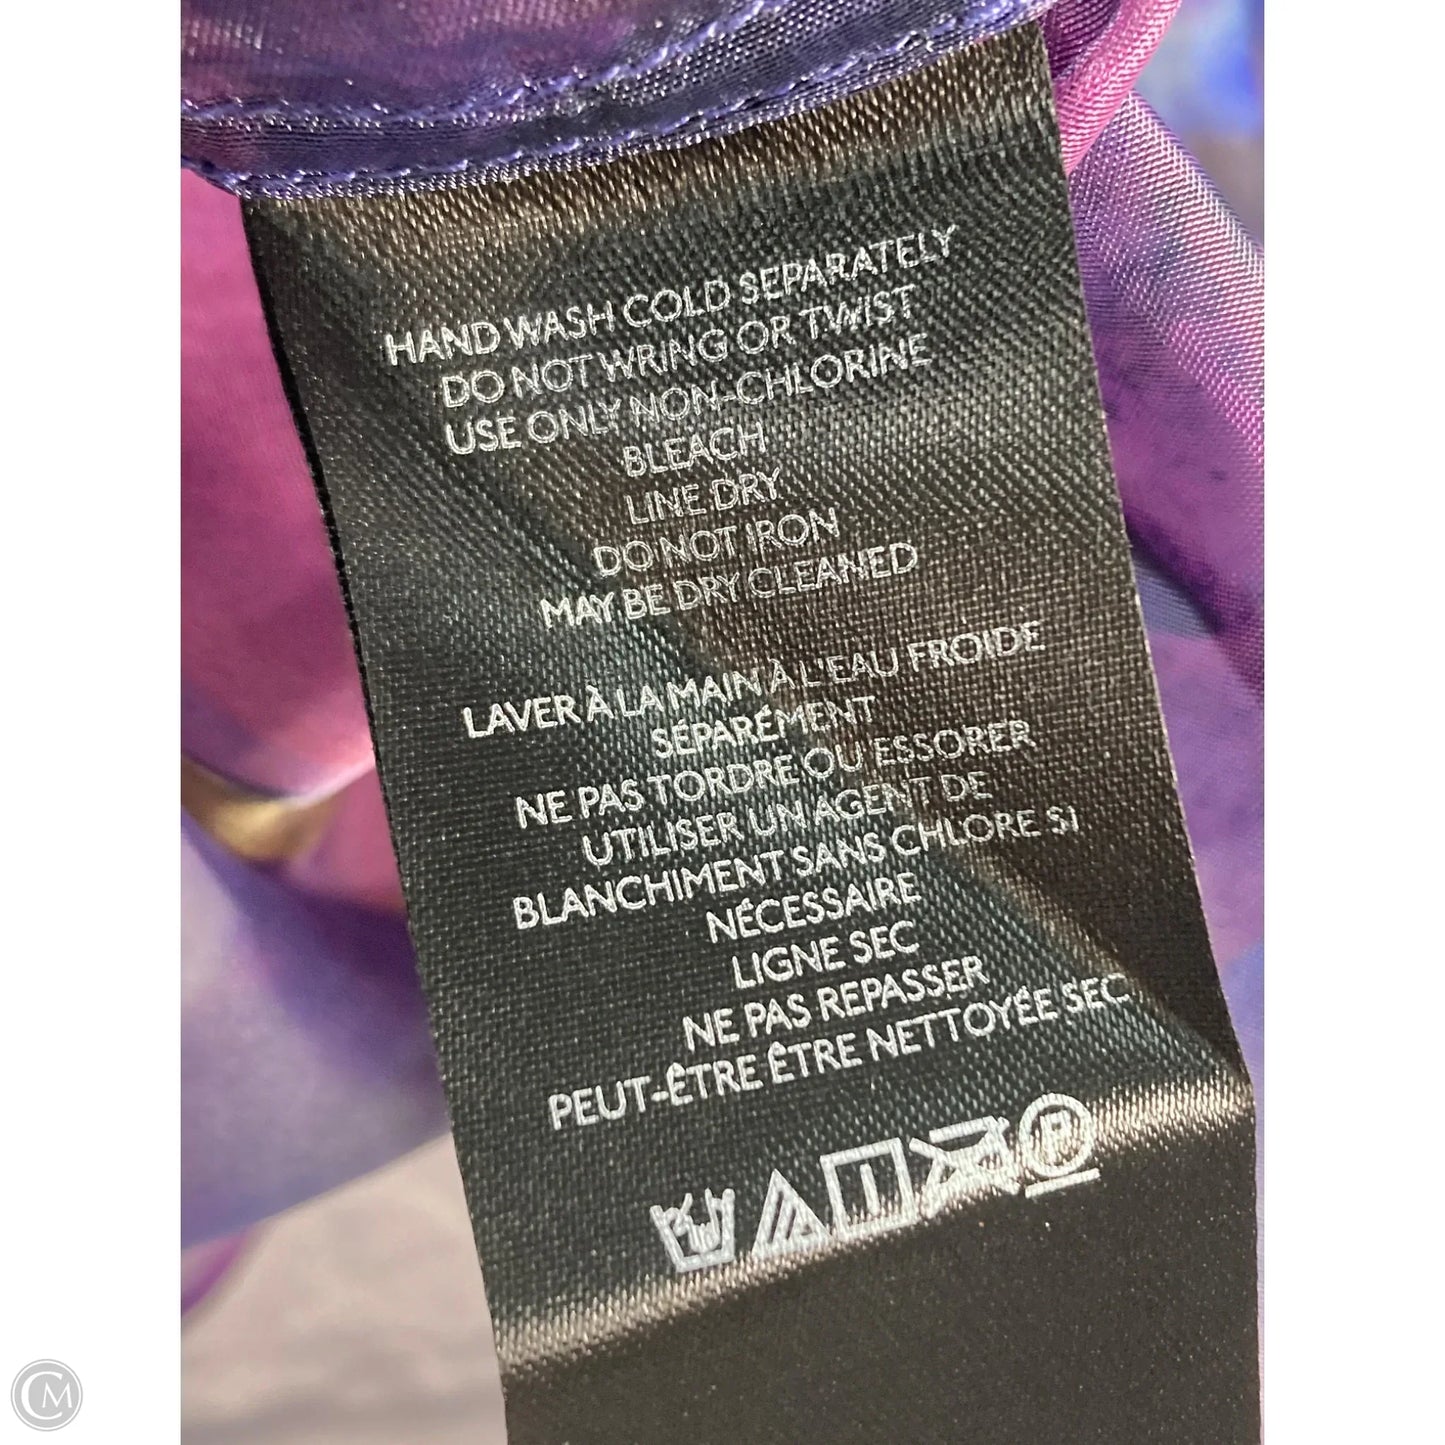 HAND WASH COLD SEPARATELY
DO NOT WRING OR TWIST
USE ONLY NON-CHLORINE
BLEACH
LINE DRY
DO NOT IRON
MAY BE DRY CLEANED
LAVER À LA MAIN À L'EAU FROIDE
SÉPARÉMENT
NE PAS TORDRE OU ESSORER
UTILISER UN AGENT DE
BLANCHIMENT SANS CHLORE SI
NÉCESSAIRE
LIGNE SEC
NE PAS REPASSER
PEUT-ÊTRE ÊTRE NETTOYÉE SEC
P
CM